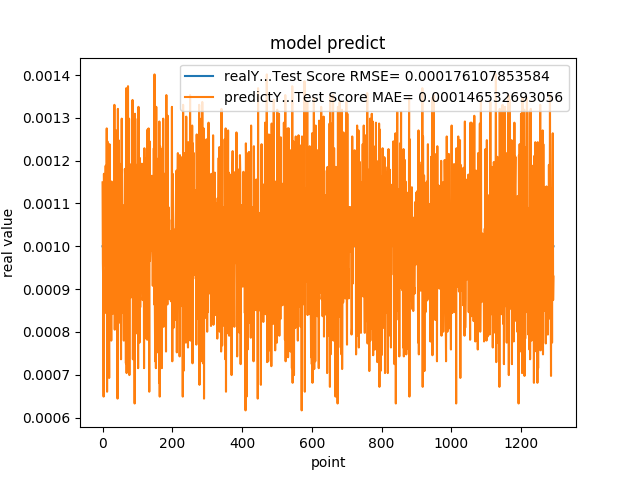 model predict
realY...Test Score RMSE= 0.000176107853584
predictY...Test Score MAE= 0.000146532693056
0.0014
0.0013
0.0012
0.0011
0.0010
0.0009
0.0008
0.0007
0.0006
real value
0 200 400 600 800 1000 1200
point